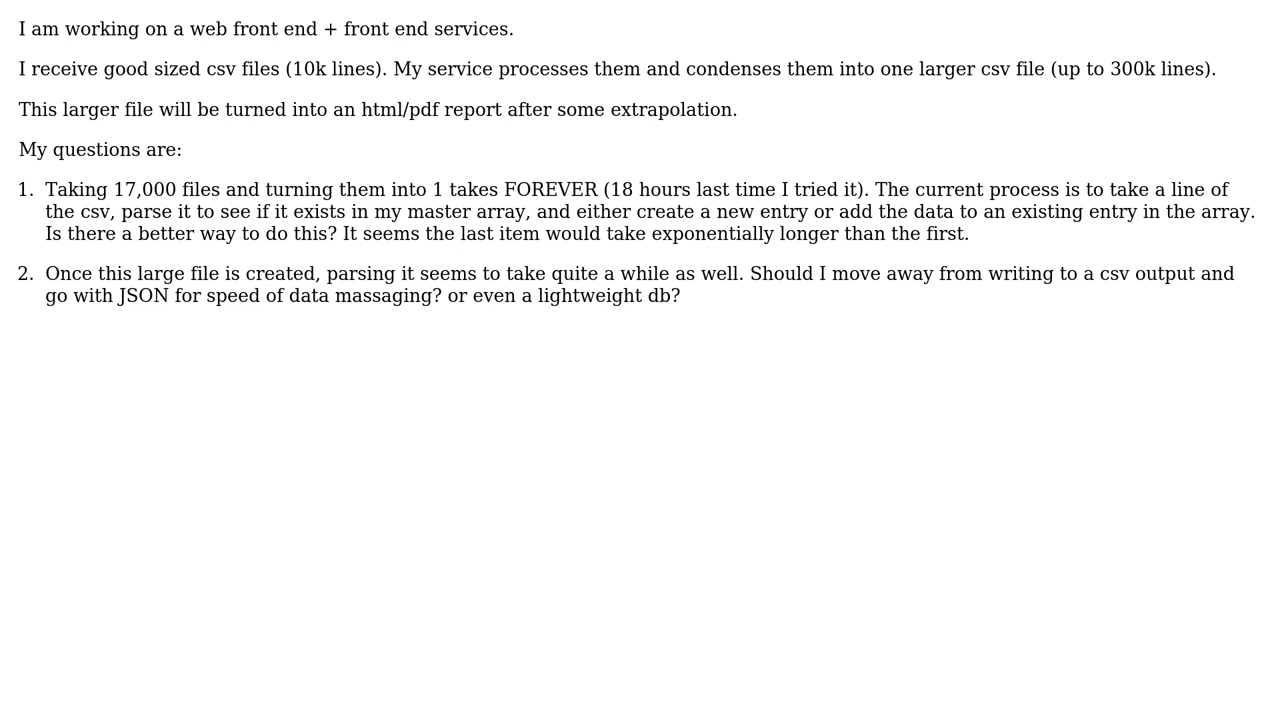 I am working on a web front end + front end services.
I receive good sized csv files (10k lines). My service processes them and condenses them into one larger csv file (up to 300k lines).
This larger file will be turned into an html/pdf report after some extrapolation.
My questions are:
1. Taking 17,000 files and turning them into 1 takes FOREVER (18 hours last time I tried it). The current process is to take a line of
the csv, parse it to see if it exists in my master array, and either create a new entry or add the data to an existing entry in the array.
Is there a better way to do this? It seems the last item would take exponentially longer than the first.
2. Once this large file is created, parsing it seems to take quite a while as well. Should I move away from writing to a csv output and
go with JSON for speed of data massaging? or even a lightweight db?